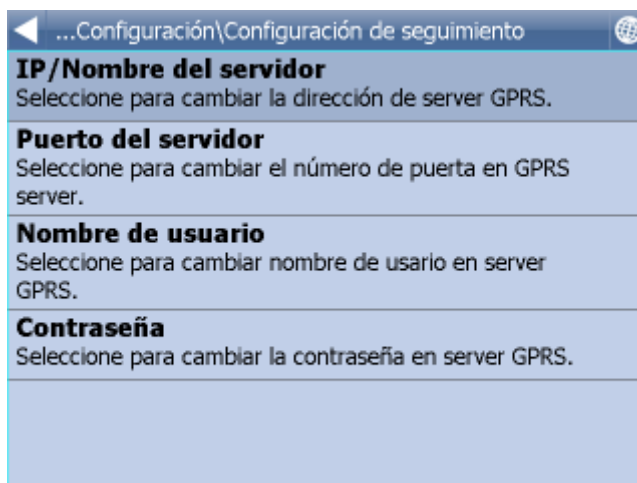 ...Configuración\Configuración de seguimiento
IP/Nombre del servidor
Seleccione para cambiar la dirección de server GPRS.
Puerto del servidor
Seleccione para cambiar el número de puerta en GPRS
server.
Nombre de usuario
Seleccione para cambiar nombre de usario en server
GPRS.
Contraseña
Seleccione para cambiar la contraseña en server GPRS.